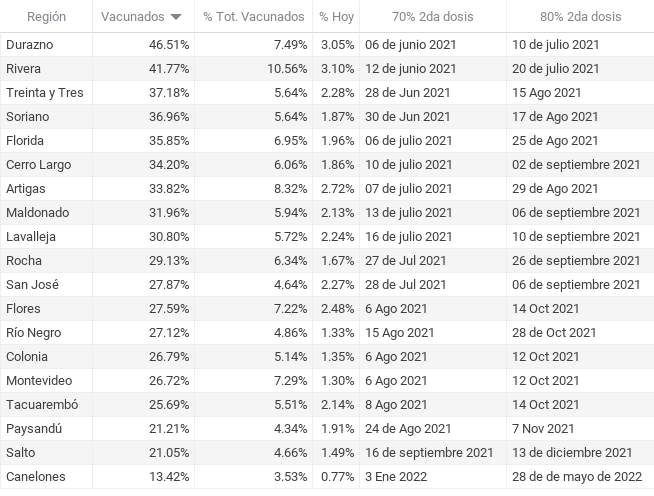 Región Vacunados % Tot. Vacunados % Hoy 70% 2da dosis 80% 2da dosis
Durazno 46.51% 7.49% 3.05% 06 de junio 2021 10 de julio 2021
Rivera 41.77% 10.56% 3.10% 12 de junio 2021 20 de julio 2021
Treinta y Tres 37.18% 5.64% 2.28% 28 de Jun 2021 15 Ago 2021
Soriano 36.96% 5.64% 1.87% 30 de Jun 2021 17 de Ago 2021
Florida 35.85% 6.95% 1.96% 06 de julio 2021 25 de Ago 2021
Cerro Largo 34.20% 6.06% 1.86% 10 de julio 2021 02 de septiembre 2021
Artigas 33.82% 8.32% 2.72% 07 de julio 2021 29 de Ago 2021
Maldonado 31.96% 5.94% 2.13% 13 de julio 2021 06 de septiembre 2021
Lavalleja 30.80% 5.72% 2.24% 16 de julio 2021 10 de septiembre 2021
Rocha 29.13% 6.34% 1.67% 27 de Jul 2021 26 de septiembre 2021
San José 27.87% 4.64% 2.27% 28 de Jul 2021 06 de septiembre 2021
Flores 27.59% 7.22% 2.48% 6 Ago 2021 14 Oct 2021
Río Negro 27.12% 4.86% 1.33% 15 Ago 2021 28 de Oct 2021
Colonia 26.79% 5.14% 1.35% 6 Ago 2021 12 Oct 2021
Montevideo 26.72% 7.29% 1.30% 6 Ago 2021 12 Oct 2021
Tacuarembó 25.69% 5.51% 2.14% 8 Ago 2021 14 Oct 2021
Paysandú 21.21% 4.34% 1.91% 24 de Ago 2021 7 Nov 2021
Salto 21.05% 4.66% 1.49% 16 de septiembre 2021 13 de diciembre 2021
Canelones 13.42% 3.53% 0.77% 3 Ene 2022 28 de de mayo de 2022